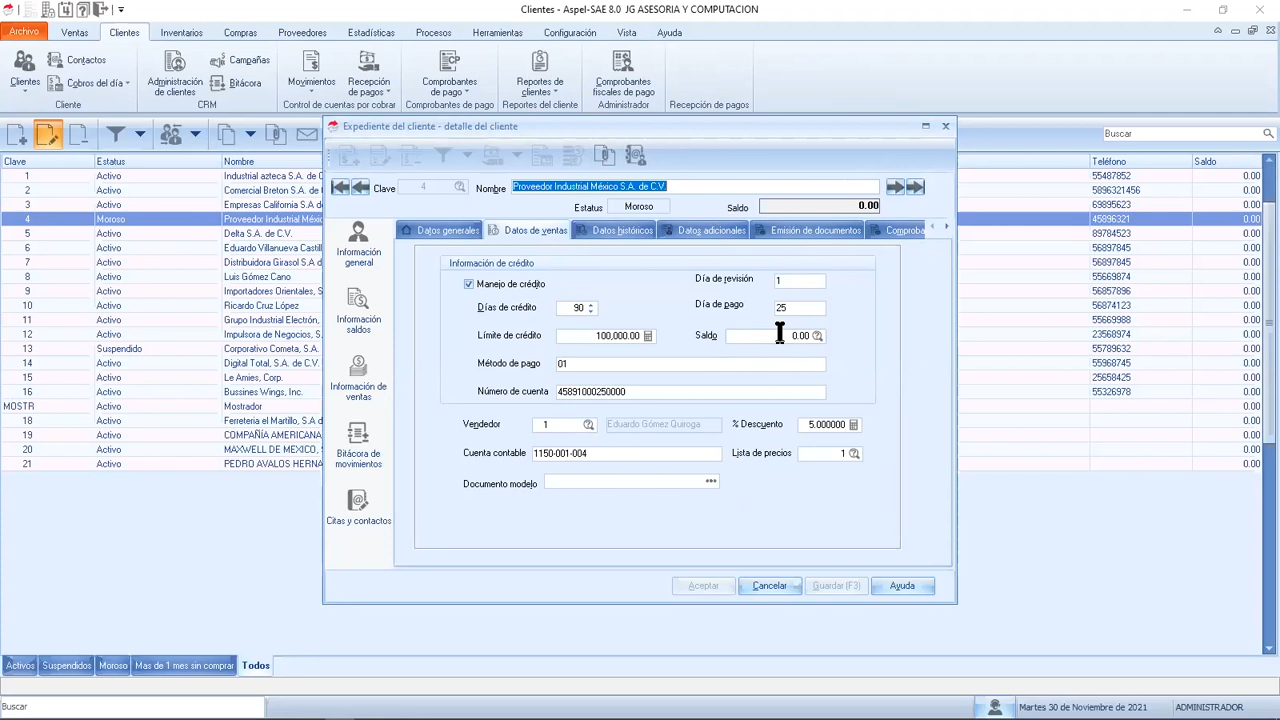 Clientes - Aspel-SAE 8.0 JG ASESORIA Y COMPUTACION
Archivo Ventas Clientes Inventarios Compras Proveedores Estadísticas Procesos Herramientas Configuración Vista Ayuda
Clientes
Contactos
Cobros del día
Cliente
Administración de clientes
Campañas
Bitácora
CRM
Movimientos
Recepción de pagos
Control de cuentas por cobrar
Comprobantes de pago
Comprobantes de pago
Reportes de clientes
Reportes del cliente
Comprobantes fiscales de pago
Administrador
Recepción de pagos
Buscar
Clave Estatus Nombre Teléfono Saldo
1 Activo Industrial azteca S.A. de C 55487852 0.00
2 Activo Comercial Breton S.A. de 5896321456 0.00
3 Activo Empresas California S.A. d 69895623 0.00
4 Moroso Proveedor Industrial Méxic 45896321 0.00
5 Activo Delta S.A. de C.V. 89784523 0.00
6 Activo Eduardo Villanueva Castill 56897845 0.00
7 Activo Distribuidora Girasol S.A. d 56897845 0.00
8 Activo Luis Gómez Cano 55669874 0.00
9 Activo Industrias Orion S.A. de C. 56857896 0.00
10 Activo Ricardo Cruz López 56874123 0.00
11 Activo Grupo Industrial Electrón, 55669988 0.00
12 Activo Impulsora de Negocios, S. 23568974 0.00
13 Suspendido Corporativo Cometa, S.A. 55789632 0.00
14 Activo Digital Total, S.A. de C.V. 55968745 0.00
15 Activo Le Amies, Corp. 25658425 0.00
16 Activo Bussines Wings, Inc. 55326978 0.00
MOSTR Activo Mostrador 0.00
18 Activo Ferreteria el Martillo, S.A d 0.00
19 Activo COMPAÑÍA AMERICANA, 0.00
20 Activo MAXWELL DE MEXICO, S 0.00
21 Activo PEDRO AVALOS HERNA 0.00
Expediente del cliente - detalle del cliente
Clave 4 Nombre Proveedor Industrial México S.A. de C.V.
Estatus Moroso Saldo 0.00
Información general
Información saldos
Información de ventas
Bitácora de movimientos
Citas y contactos
Datos generales Datos de ventas Datos históricos Datos adicionales Emisión de documentos Comproba
Información de crédito
Manejo de crédito Día de revisión 1
Días de crédito 90 Día de pago 25
Límite de crédito 100,000.00 Saldo 0.00
Método de pago 01
Número de cuenta 45891000250000
Vendedor 1 Eduardo Gómez Quiroga % Descuento 5.000000
Cuenta contable 1150-001-004 Lista de precios 1
Documento modelo
Aceptar Cancelar Guardar (F3) Ayuda
Activos Suspendidos Moroso Mas de 1 mes sin comprar Todos
Buscar Martes 30 de Noviembre de 2021 ADMINISTRADOR